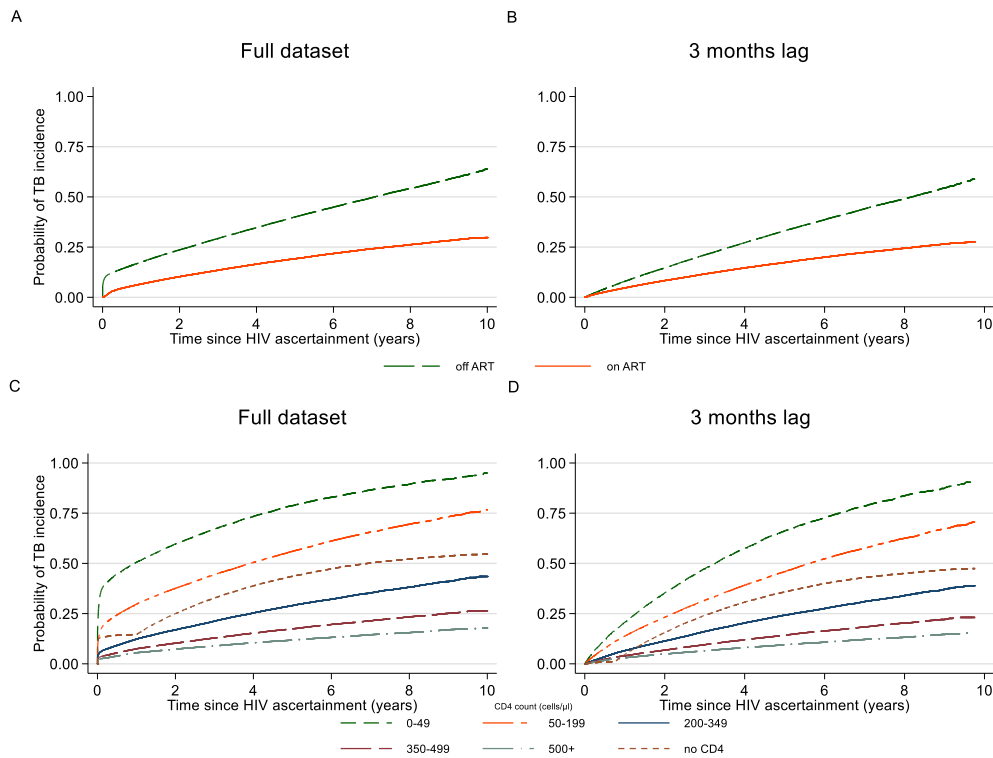 A
B
Full dataset
3 months lag
Probability of TB incidence
1.00
0.75
0.50
0.25
0.00
0 2 4 6 8 10
Time since HIV ascertainment (years)
1.00
0.75
0.50
0.25
0.00
0 2 4 6 8 10
Time since HIV ascertainment (years)
off ART
on ART
C
D
Full dataset
3 months lag
Probability of TB incidence
1.00
0.75
0.50
0.25
0.00
0 2 4 6 8 10
Time since HIV ascertainment (years)
1.00
0.75
0.50
0.25
0.00
0 2 4 6 8 10
Time since HIV ascertainment (years)
CD4 count (cells/μl)
0-49
50-199
200-349
350-499
500+
no CD4